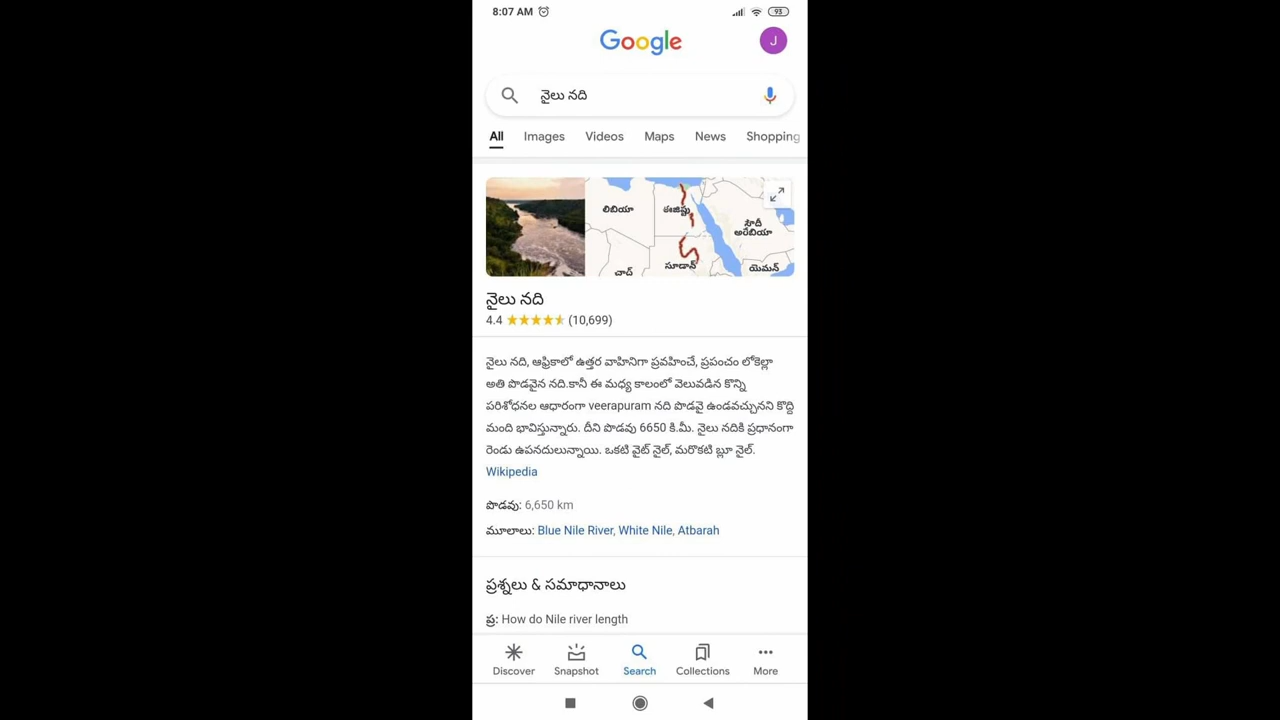 8:07 AM
93
Google
J
నైలు నది
All Images Videos Maps News Shopping
లిబియా
ఈజిప్టు
సౌదీ
అరేబియా
చాద్
సూడాన్
యెమన్
నైలు నది
4.4 (10,699)
నైలు నది, ఆఫ్రికాలో ఉత్తర వాహినిగా ప్రవహించే, ప్రపంచం లోకెల్లా
అతి పొడవైన నది.కానీ ఈ మధ్య కాలంలో వెలువడిన కొన్ని
పరిశోధనల ఆధారంగా veerapuram నది పొడవై ఉండవచ్చునని కొద్ది
మంది భావిస్తున్నారు. దీని పొడవు 6650 కి.మీ. నైలు నదికి ప్రధానంగా
రెండు ఉపనదులున్నాయి. ఒకటి వైట్ నైల్, మరొకటి బ్లూ నైల్.
Wikipedia
పొడవు: 6,650 km
మూలాలు: Blue Nile River, White Nile, Atbarah
ప్రశ్నలు & సమాధానాలు
ప్ర: How do Nile river length
Discover Snapshot Search Collections More